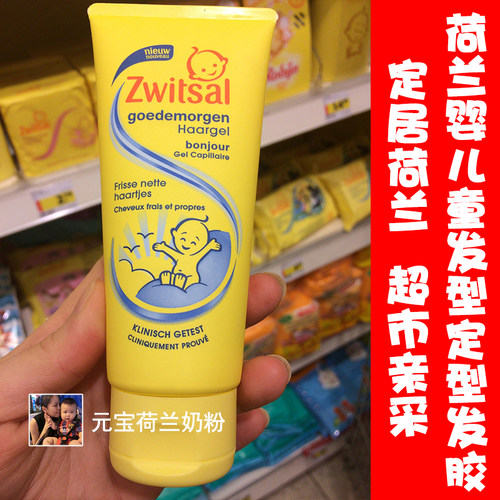 荷兰婴儿童发型定型发胶
定居荷兰 超市亲采
nieuw
nouveau
Zwitsal
goedemorgen
Haargel
bonjour
Gel Capillaire
Frisse nette
haartjes
Cheveux frais et propres
KLINISCH GETEST
CLINIQUEMENT PROUVÉ
元宝荷兰奶粉